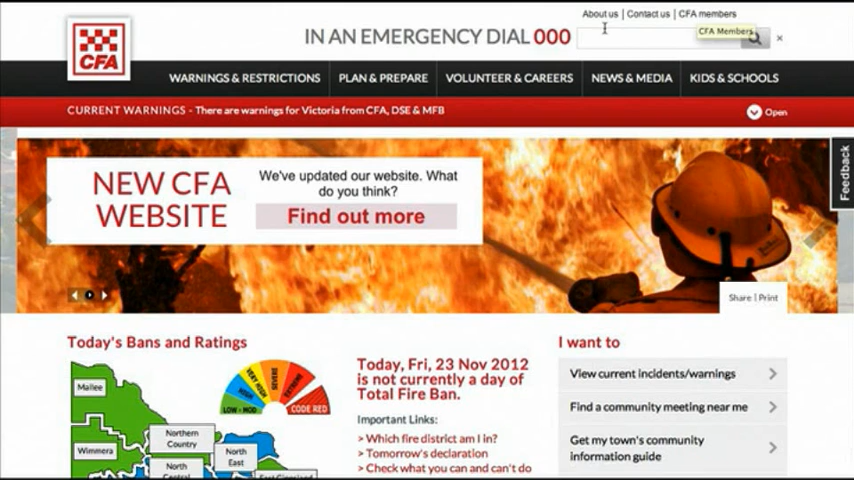 About us | Contact us | CFA members
IN AN EMERGENCY DIAL 000
CFA Members
CFA
WARNINGS & RESTRICTIONS
PLAN & PREPARE
VOLUNTEER & CAREERS
NEWS & MEDIA
KIDS & SCHOOLS
CURRENT WARNINGS - There are warnings for Victoria from CFA, DSE & MFB
Open
Feedback
NEW CFA
WEBSITE
We've updated our website. What
do you think?
Find out more
Share | Print
Today's Bans and Ratings
Mallee
Wimmera
Northern
Country
North
Central
North
East
East Gippsland
LOW - MOD
HIGH
VERY HIGH
SEVERE
EXTREME
CODE RED
Today, Fri, 23 Nov 2012
is not currently a day of
Total Fire Ban.
Important Links:
> Which fire district am I in?
> Tomorrow's declaration
> Check what you can and can't do
I want to
View current incidents/warnings
Find a community meeting near me
Get my town's community
information guide